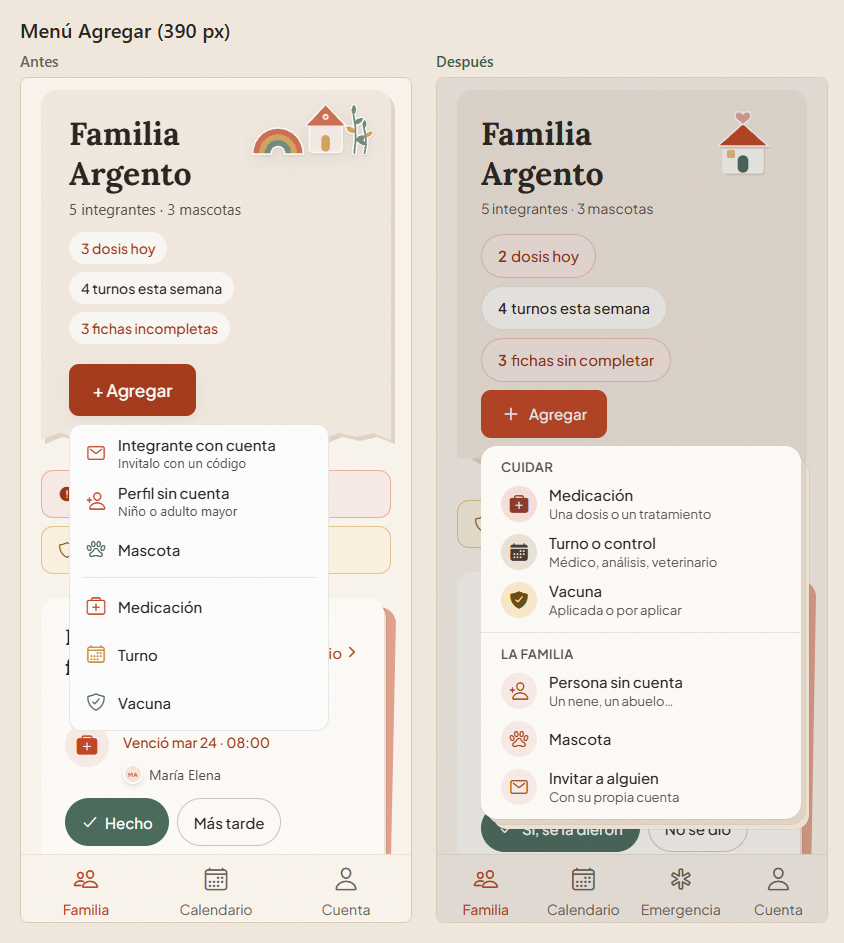 Menú Agregar (390 px)
Antes
Familia
Argento
5 integrantes · 3 mascotas
3 dosis hoy
4 turnos esta semana
3 fichas incompletas
+ Agregar
Integrante con cuenta
Invitalo con un código
Perfil sin cuenta
Niño o adulto mayor
Mascota
Medicación
Turno
Vacuna
Venció mar 24 · 08:00
MA María Elena
Hecho
Más tarde
Familia
Calendario
Cuenta
Después
Familia
Argento
5 integrantes · 3 mascotas
2 dosis hoy
4 turnos esta semana
3 fichas sin completar
+ Agregar
CUIDAR
Medicación
Una dosis o un tratamiento
Turno o control
Médico, análisis, veterinario
Vacuna
Aplicada o por aplicar
LA FAMILIA
Persona sin cuenta
Un nene, un abuelo…
Mascota
Invitar a alguien
Con su propia cuenta
Sí, se la dieron
No se dio
Familia
Calendario
Emergencia
Cuenta